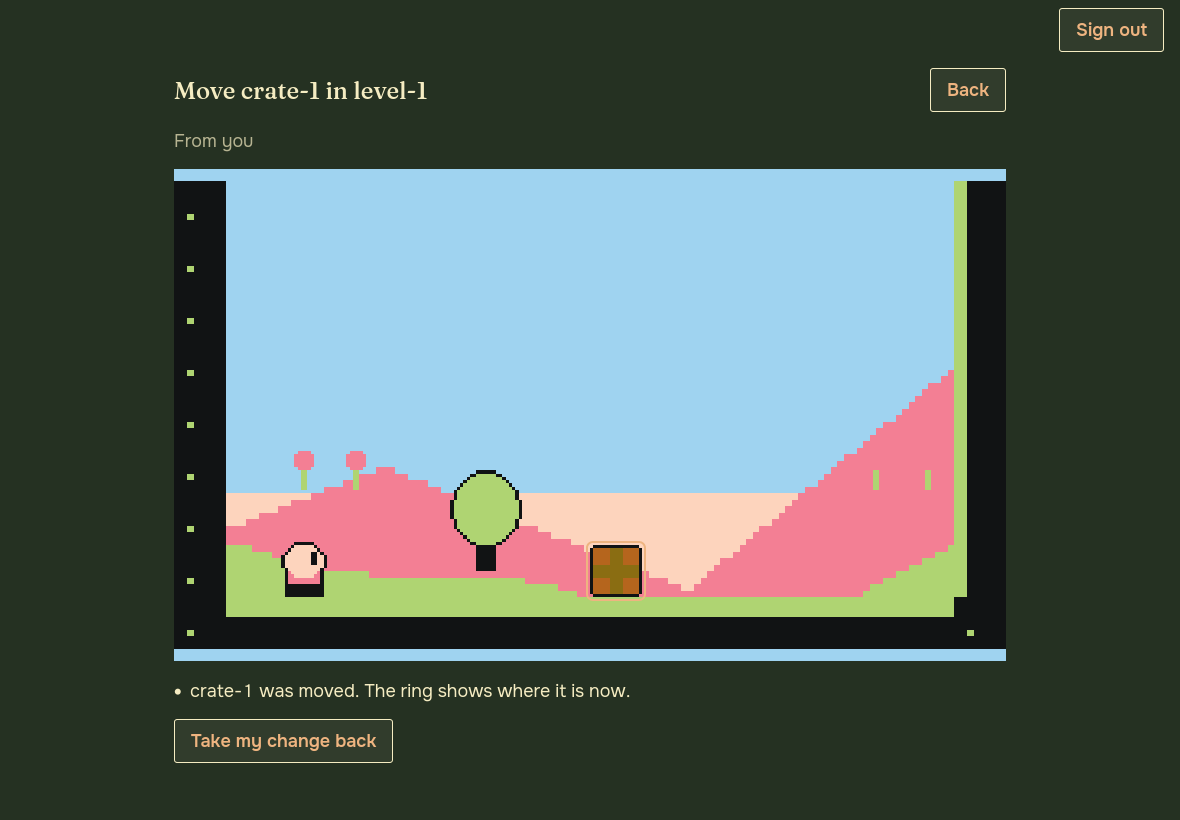 Sign out
Move crate-1 in level-1
Back
From you
• crate-1 was moved. The ring shows where it is now.
Take my change back